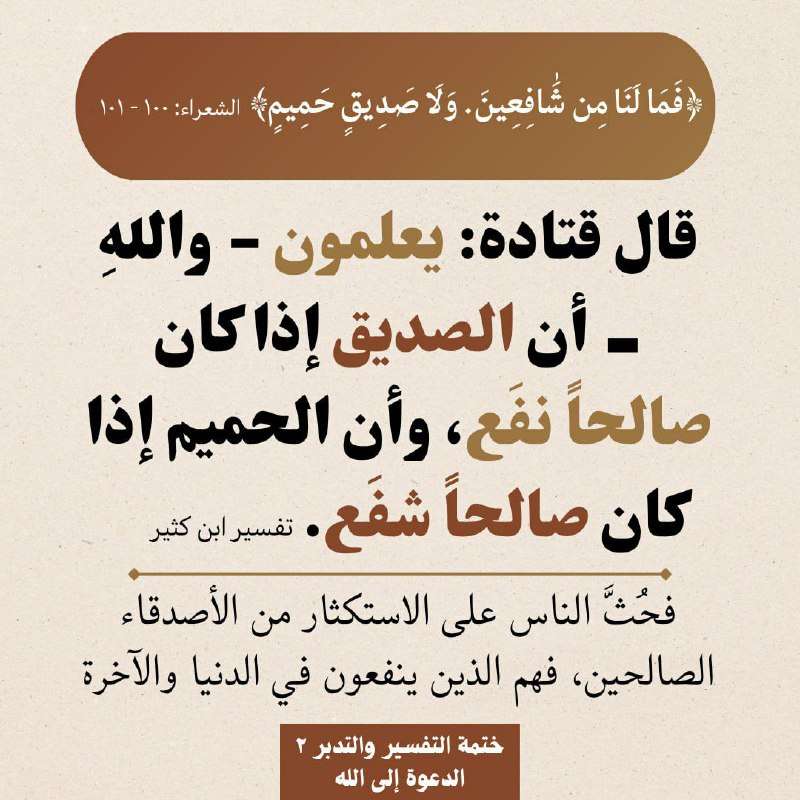 ﴿فَمَا لَنَا مِن شَٰفِعِينَ. وَلَا صَدِيقٍ حَمِيمٍ﴾ الشعراء: ١٠٠ - ١٠١
قال قتادة: يعلمون - واللهِ
- أن الصديق إذا كان
صالحاً نفَع، وأن الحميم إذا
كان صالحاً شفَع. تفسير ابن كثير
فحُثَّ الناس على الاستكثار من الأصدقاء
الصالحين، فهم الذين ينفعون في الدنيا والآخرة
ختمة التفسير والتدبر ٢
الدعوة إلى الله